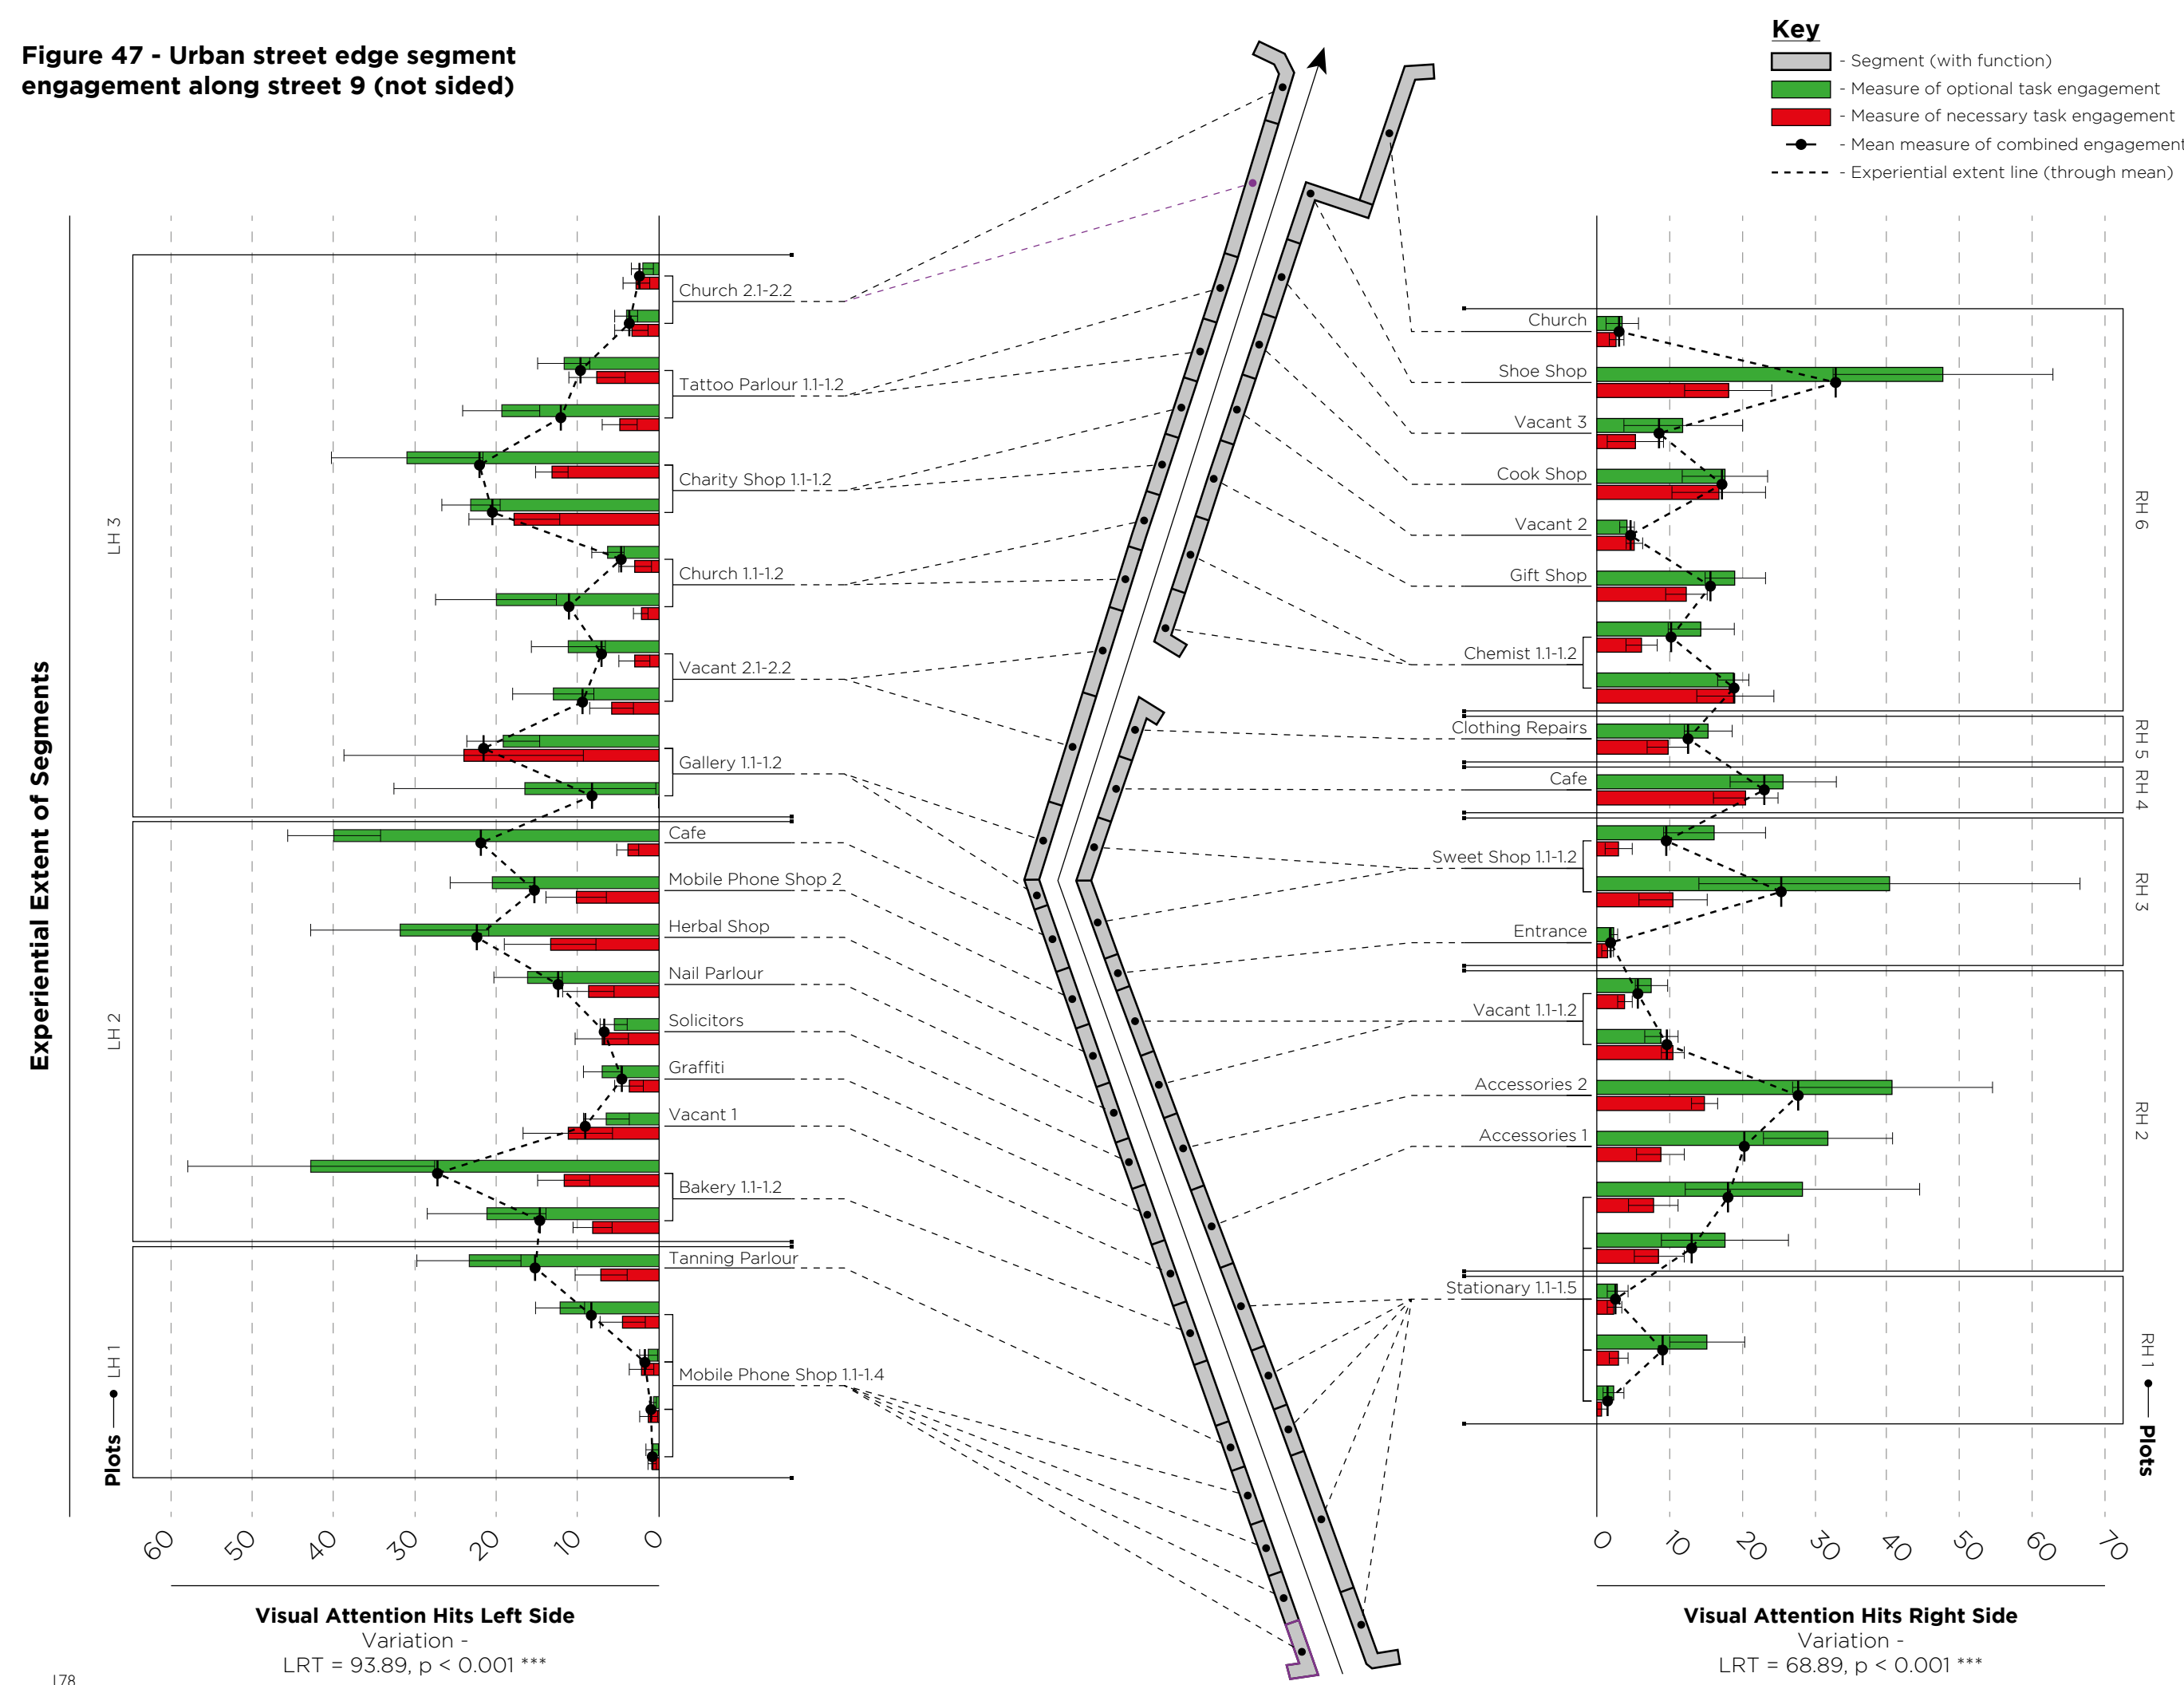 Figure 47 - Urban street edge segment
engagement along street 9 (not sided)
Key
- Segment (with function)
- Measure of optional task engagement
- Measure of necessary task engagement
- Mean measure of combined engagement
- Experiential extent line (through mean)
Experiential Extent of Segments
LH 3
LH 2
LH 1
Plots
Church 2.1-2.2
Tattoo Parlour 1.1-1.2
Charity Shop 1.1-1.2
Church 1.1-1.2
Vacant 2.1-2.2
Gallery 1.1-1.2
Cafe
Mobile Phone Shop 2
Herbal Shop
Nail Parlour
Solicitors
Graffiti
Vacant 1
Bakery 1.1-1.2
Tanning Parlour
Mobile Phone Shop 1.1-1.4
60 50 40 30 20 10 0
Visual Attention Hits Left Side
Variation -
LRT = 93.89, p < 0.001 ***
Church
Shoe Shop
Vacant 3
Cook Shop
Vacant 2
Gift Shop
Chemist 1.1-1.2
Clothing Repairs
Cafe
Sweet Shop 1.1-1.2
Entrance
Vacant 1.1-1.2
Accessories 2
Accessories 1
Stationary 1.1-1.5
RH 6
RH 5
RH 4
RH 3
RH 2
RH 1
Plots
0 10 20 30 40 50 60 70
Visual Attention Hits Right Side
Variation -
LRT = 68.89, p < 0.001 ***
178